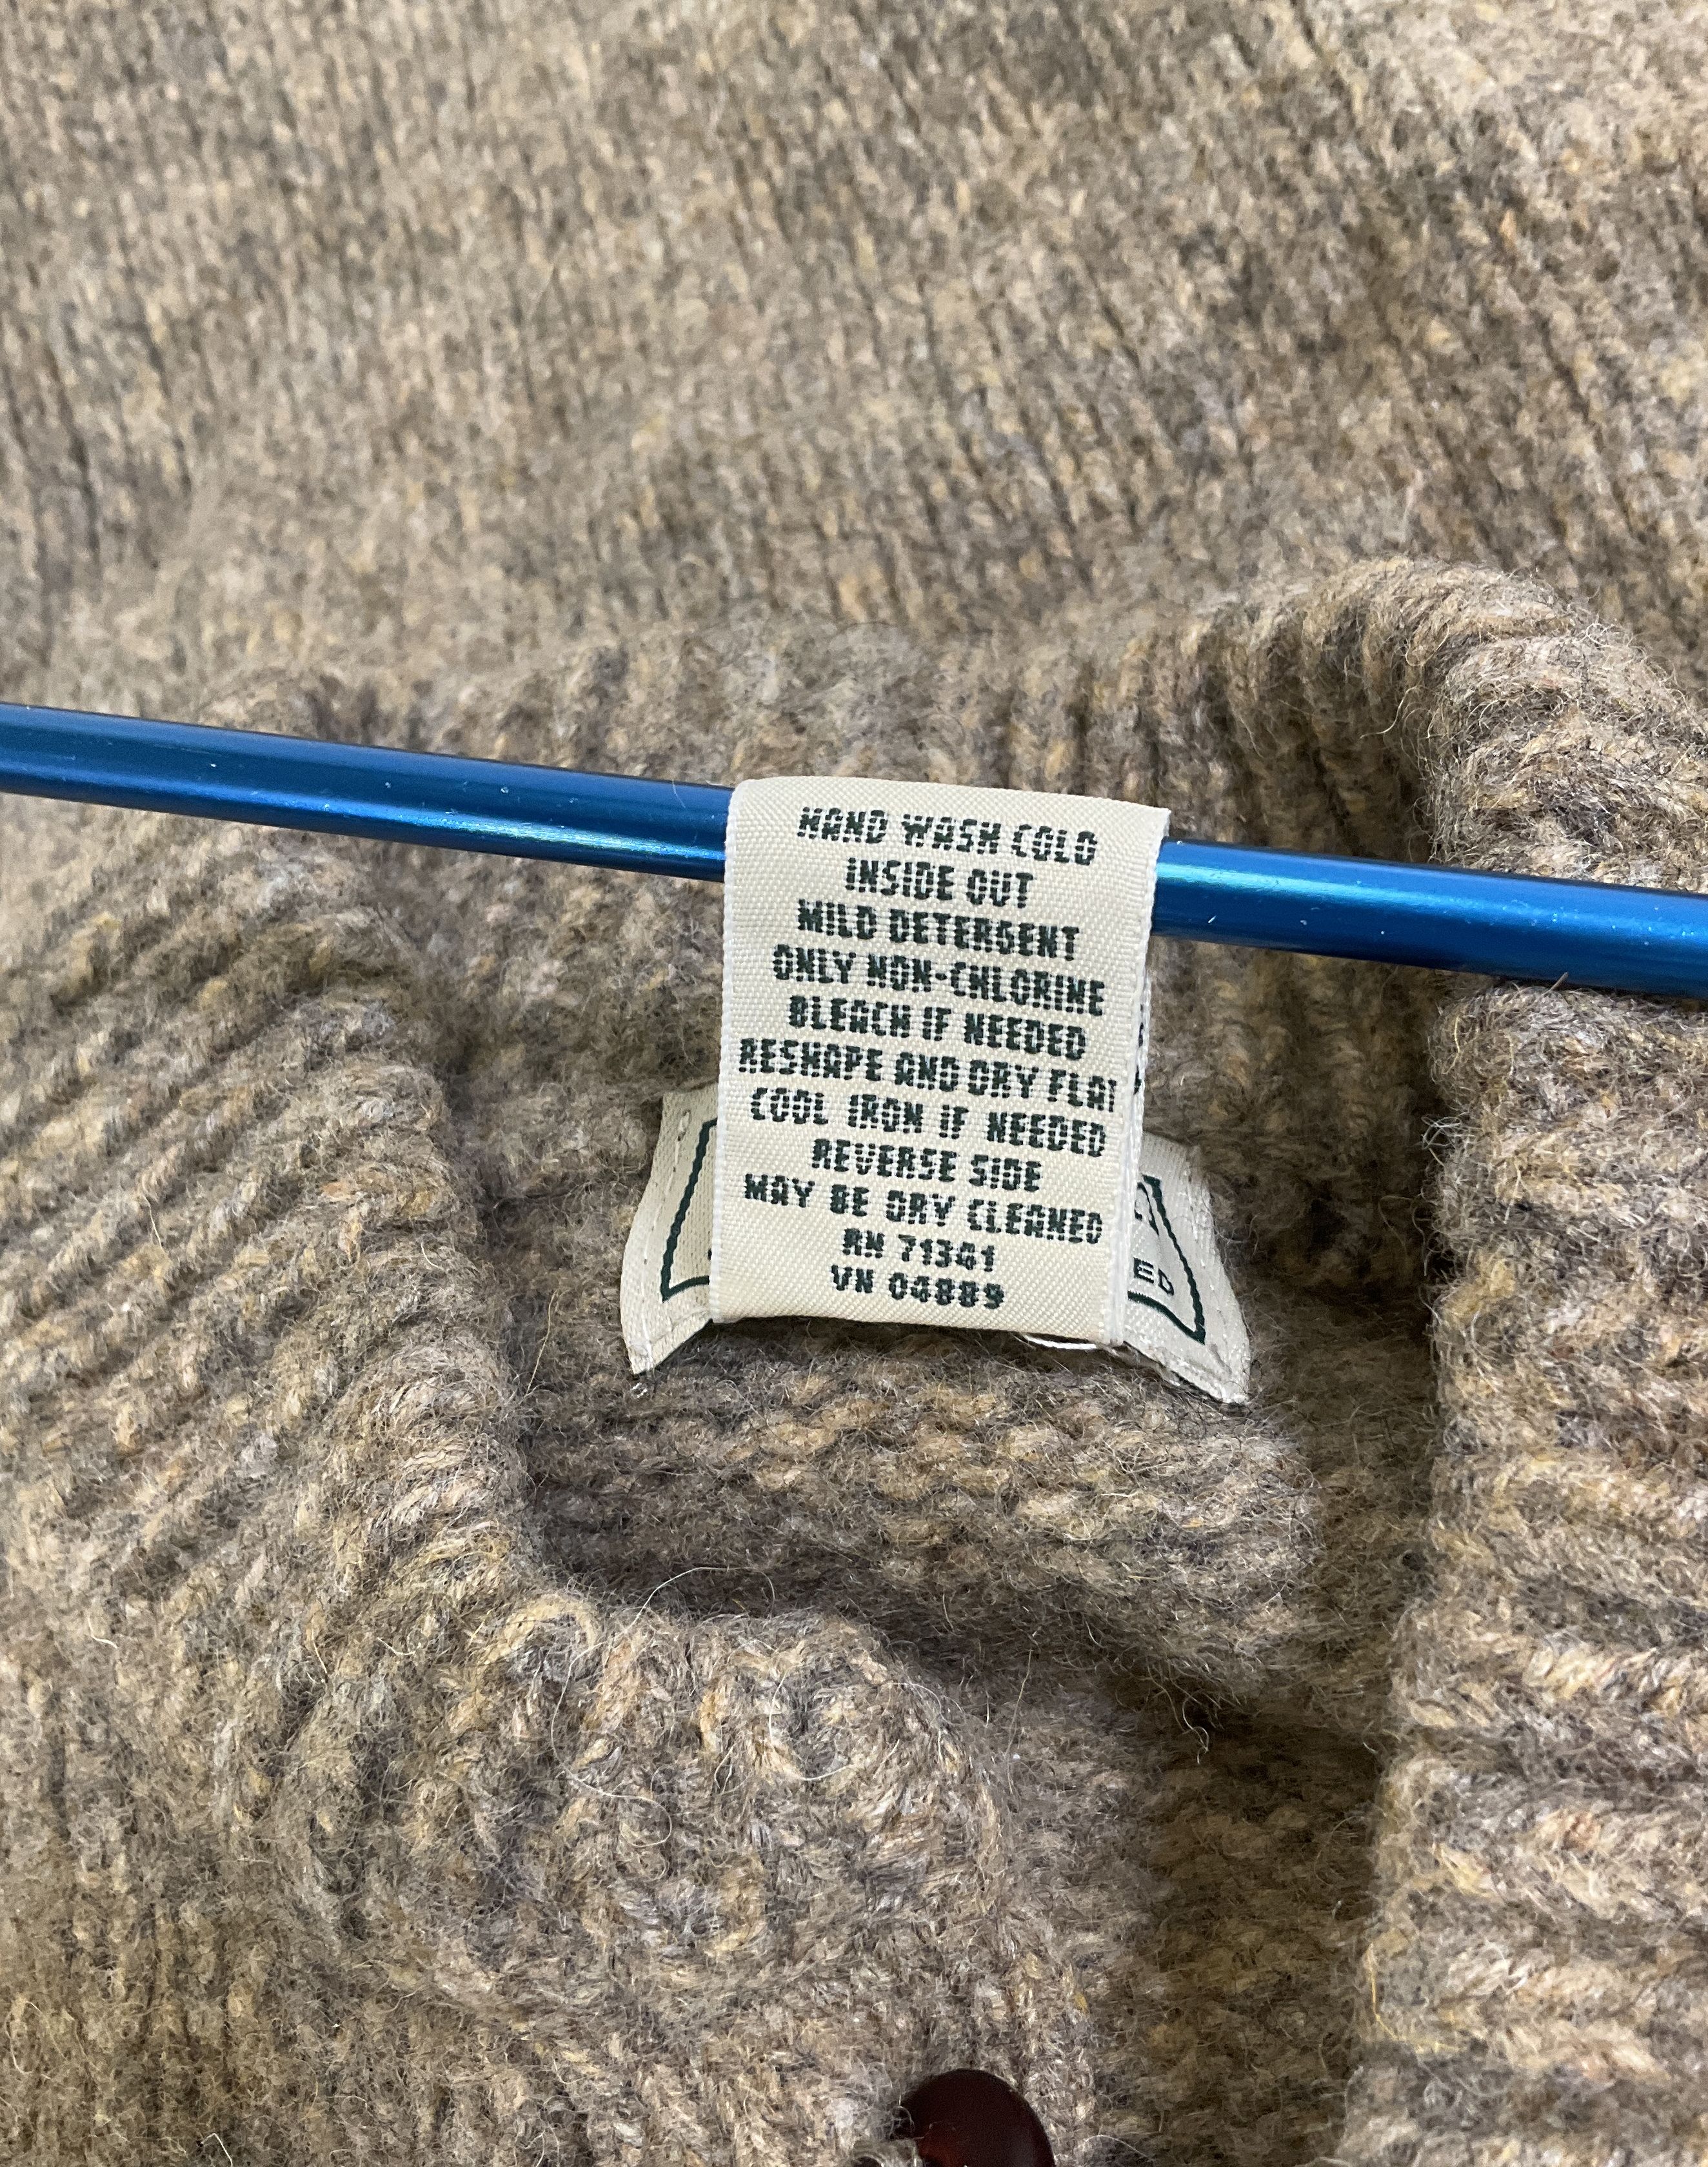 HAND WASH COLD
INSIDE OUT
MILD DETERGENT
ONLY NON-CHLORINE
BLEACH IF NEEDED
RESHAPE AND DRY FLAT
COOL IRON IF NEEDED
REVERSE SIDE
MAY BE DRY CLEANED
RN 71341
VN 04889
ED